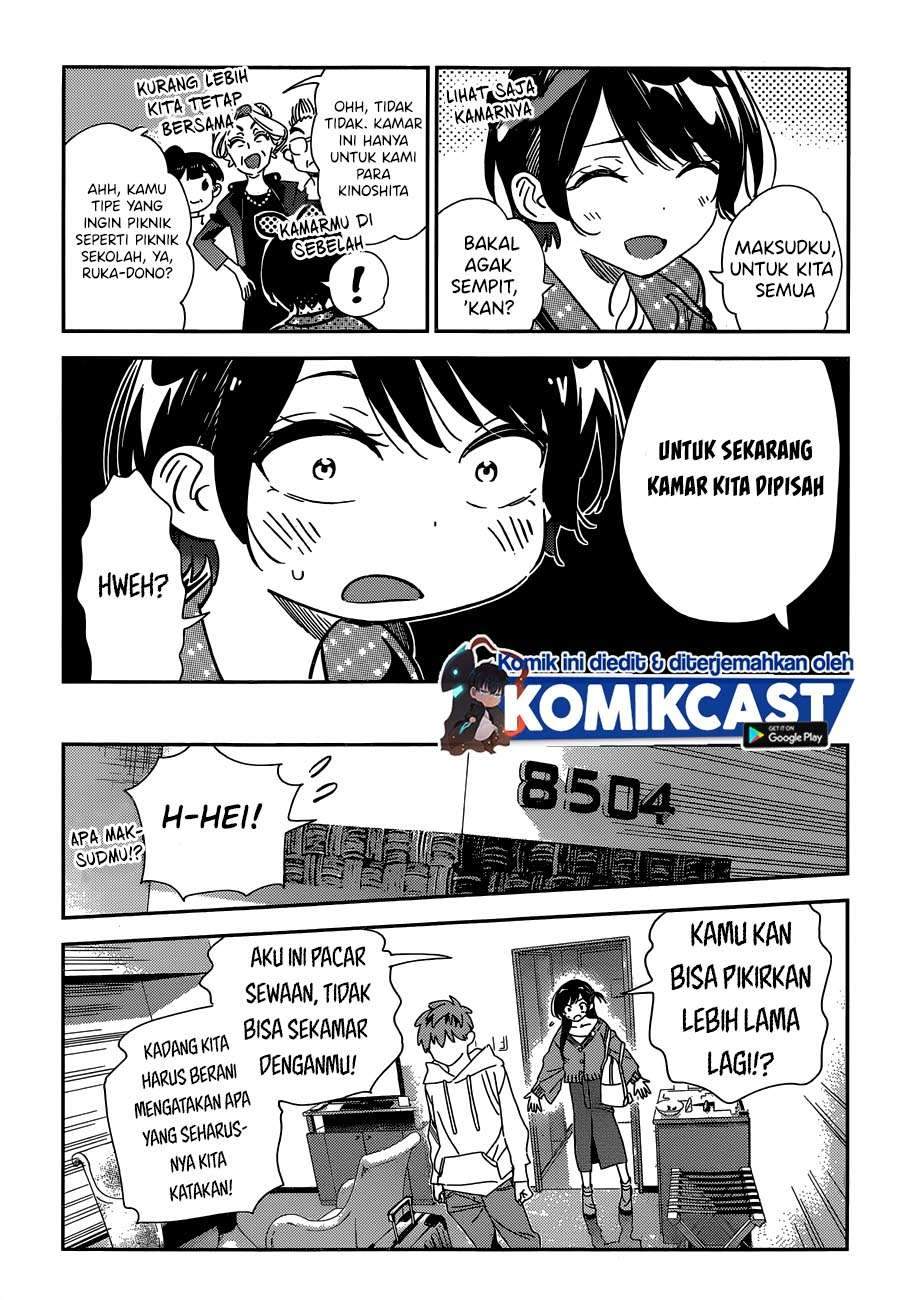 LIHAT SAJA
KAMARNYA
MAKSUDKU,
UNTUK KITA
SEMUA
BAKAL
AGAK
SEMPIT,
'KAN?
OHH, TIDAK
TIDAK. KAMAR
INI HANYA
UNTUK KAMI
PARA
KINOSHITA
KURANG LEBIH
KITA TETAP
BERSAMA
KAMARMU DI
SEBELAH
!
AHH, KAMU
TIPE YANG
INGIN PIKNIK
SEPERTI PIKNIK
SEKOLAH, YA,
RUKA-DONO?
UNTUK SEKARANG
KAMAR KITA DIPISAH
HWEH?
Komik ini diedit & diterjemahkan oleh
KOMIKCAST
GET IT ON
Google Play
8504
H-HEI!
APA MAK-
SUDMU!?
KAMU KAN
BISA PIKIRKAN
LEBIH LAMA
LAGI!?
AKU INI PACAR
SEWAAN, TIDAK
BISA SEKAMAR
DENGANMU!
KADANG KITA
HARUS BERANI
MENGATAKAN APA
YANG SEHARUS-
NYA KITA
KATAKAN!